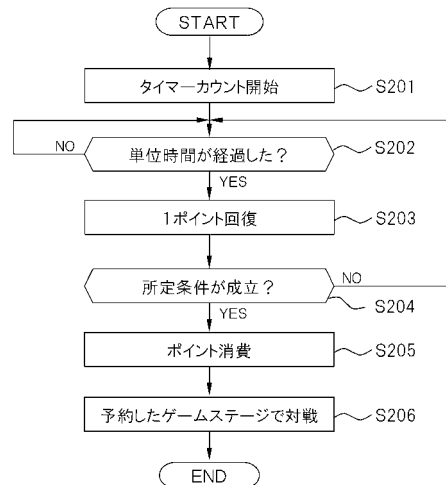 START
タイマーカウント開始
S201
単位時間が経過した？
S202
NO
YES
1ポイント回復
S203
所定条件が成立？
NO
S204
YES
ポイント消費
S205
予約したゲームステージで対戦
S206
END